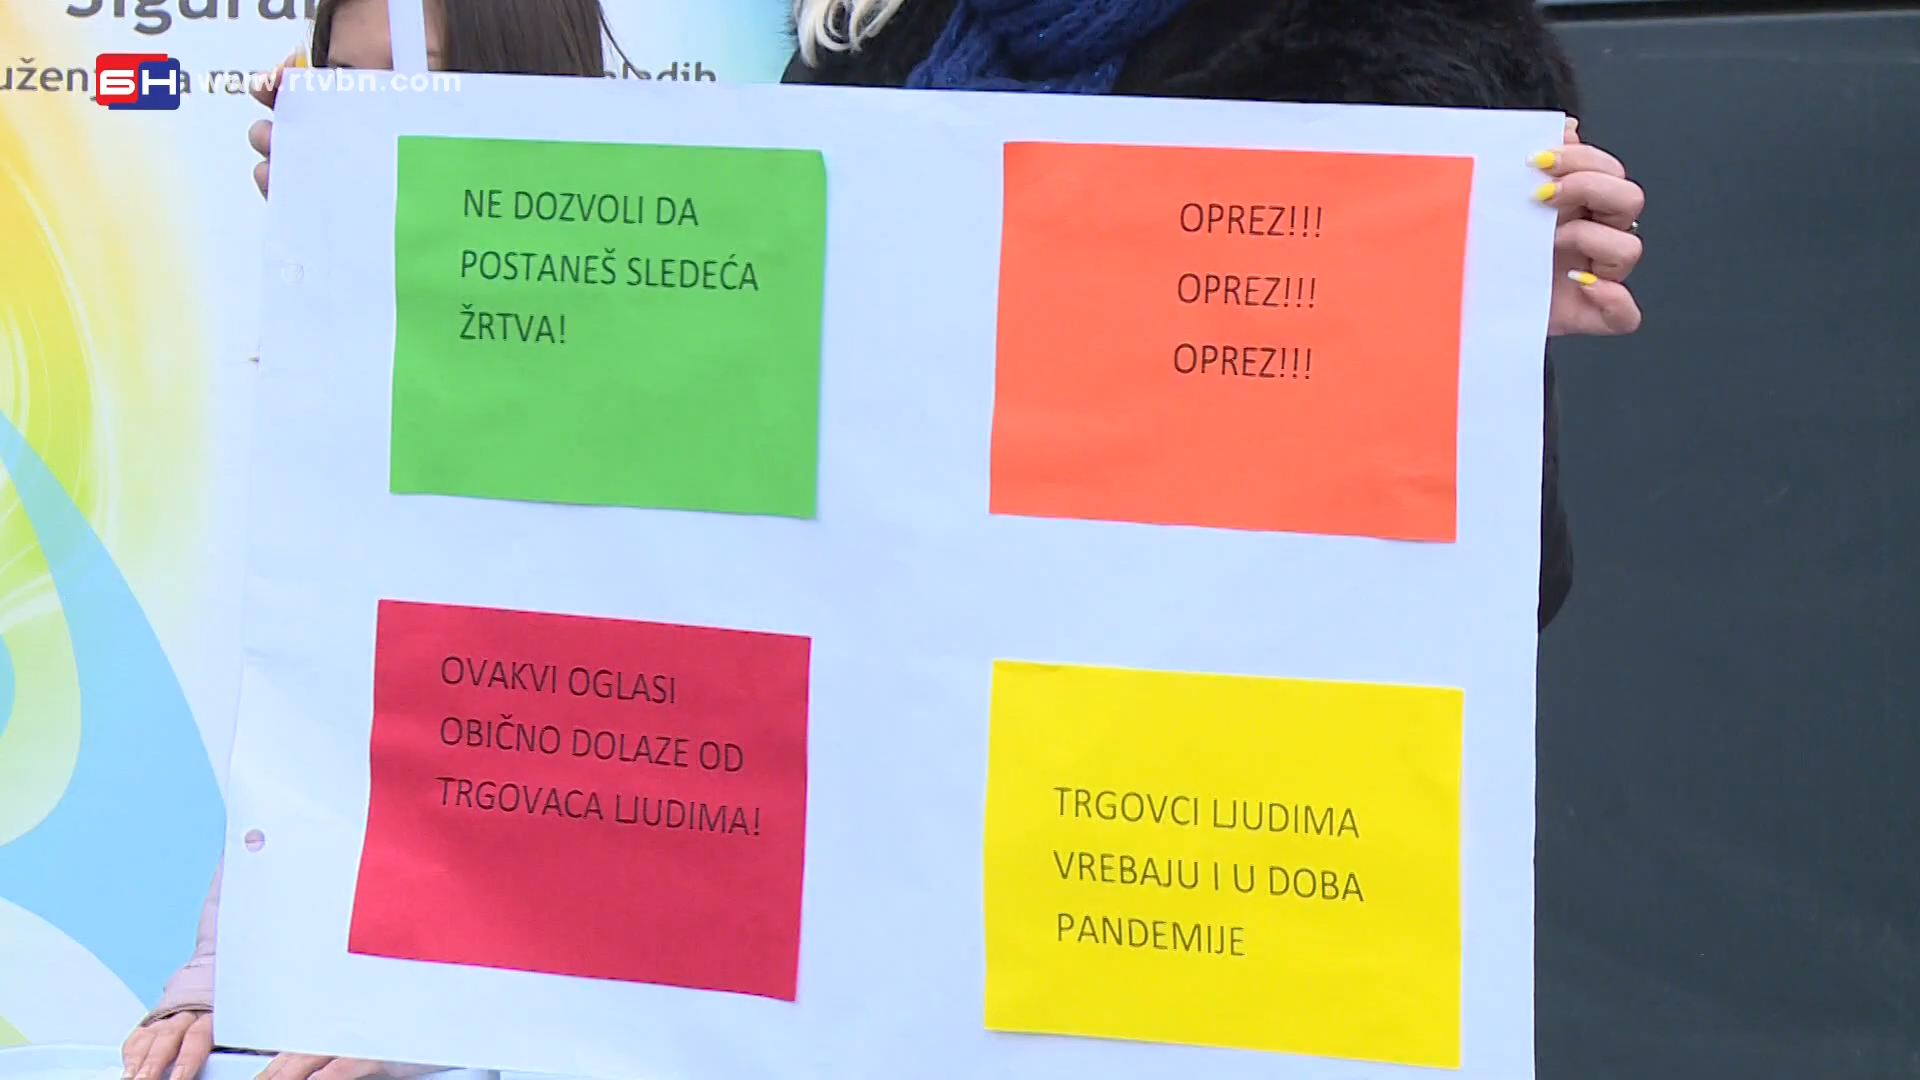 БН www.rtvbn.com
NE DOZVOLI DA
POSTANEŠ SLEDEĆA
ŽRTVA!
OPREZ!!!
OPREZ!!!
OPREZ!!!
OVAKVI OGLASI
OBIČNO DOLAZE OD
TRGOVACA LJUDIMA!
TRGOVCI LJUDIMA
VREBAJU I U DOBA
PANDEMIJE